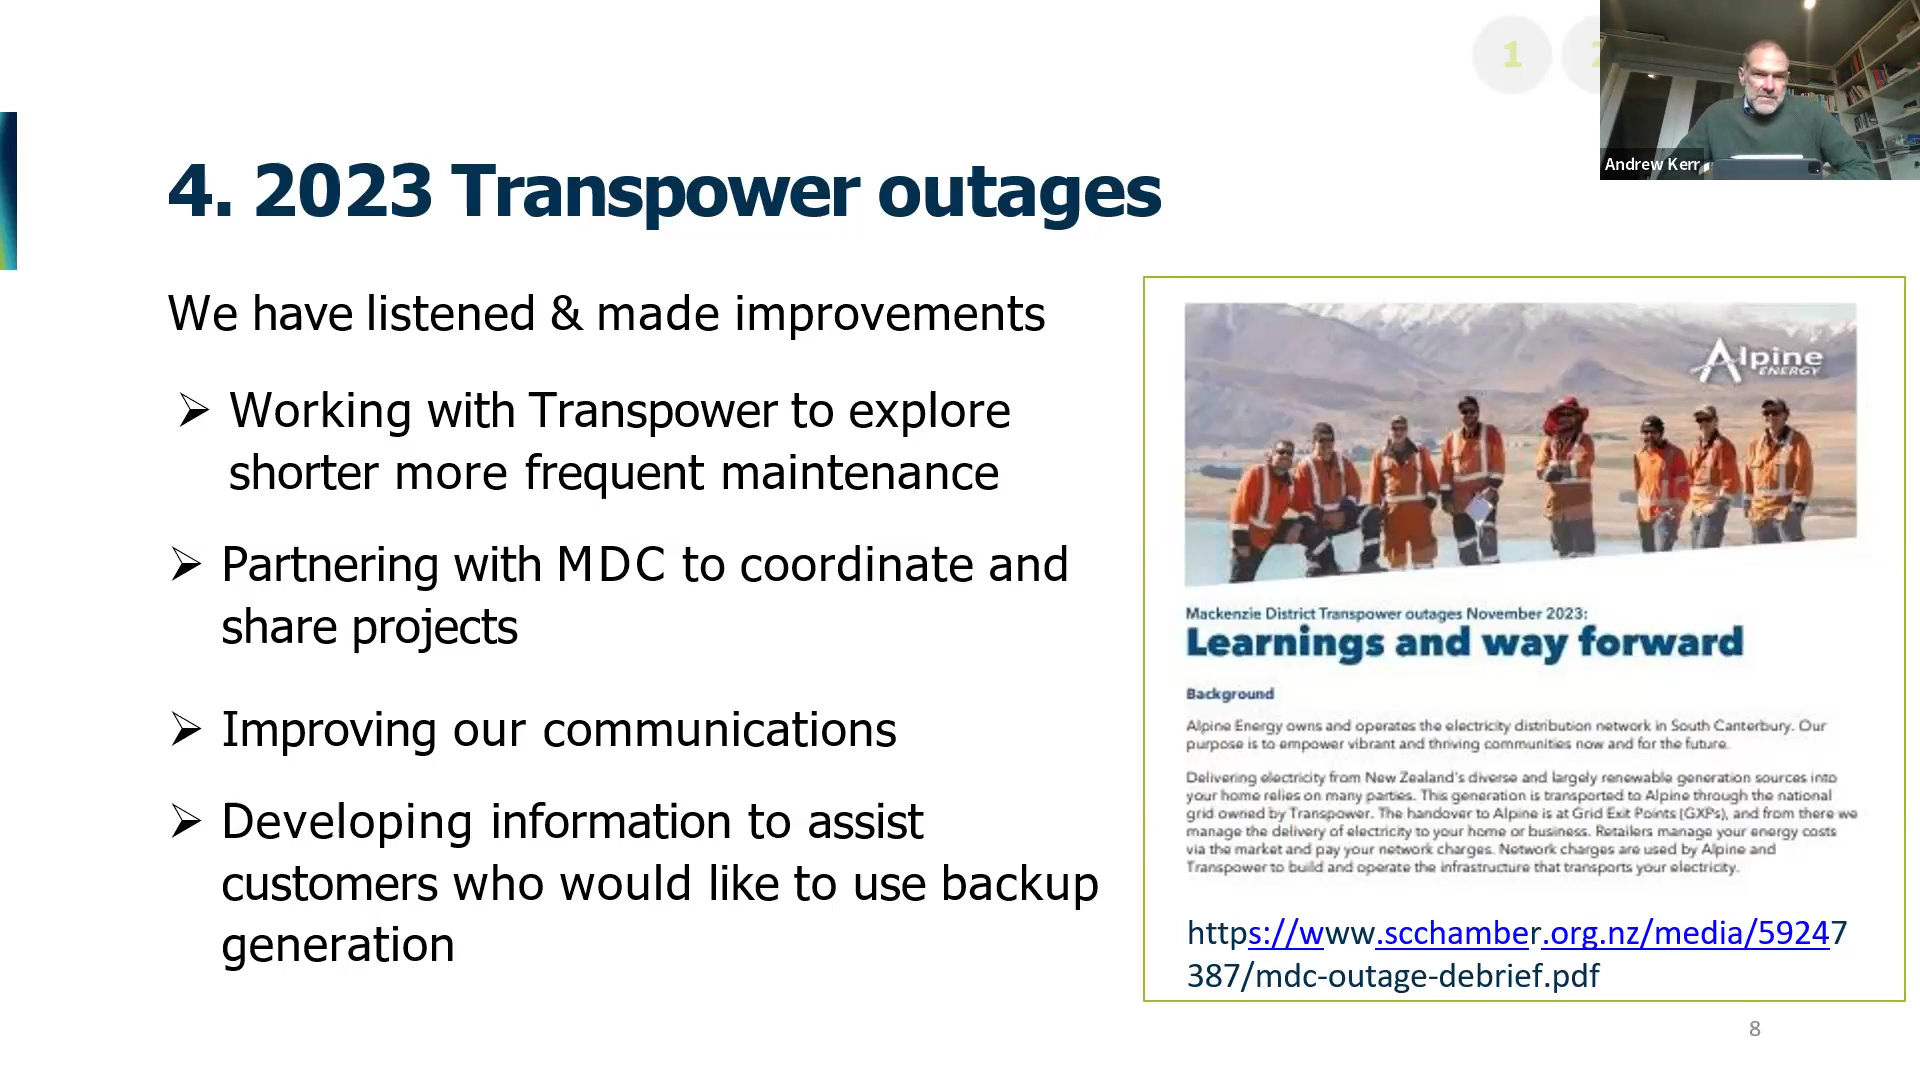 1
Andrew Kerr
4. 2023 Transpower outages
We have listened & made improvements
➢ Working with Transpower to explore
shorter more frequent maintenance
➢ Partnering with MDC to coordinate and
share projects
➢ Improving our communications
➢ Developing information to assist
customers who would like to use backup
generation
Alpine
ENERGY
Mackenzie District Transpower outages November 2023:
Learnings and way forward
Background
Alpine Energy owns and operates the electricity distribution network in South Canterbury. Our
purpose is to empower vibrant and thriving communities now and for the future.
Delivering electricity from New Zealand's diverse and largely renewable generation sources into
your home relies on many parties. This generation is transported to Alpine through the national
grid owned by Transpower. The handover to Alpine is at Grid Exit Points (GXPs), and from there we
manage the delivery of electricity to your home or business. Retailers manage your energy costs
via the market and pay your network charges. Network charges are used by Alpine and
Transpower to build and operate the infrastructure that transports your electricity.
https://www.scchamber.org.nz/media/59247
387/mdc-outage-debrief.pdf
8